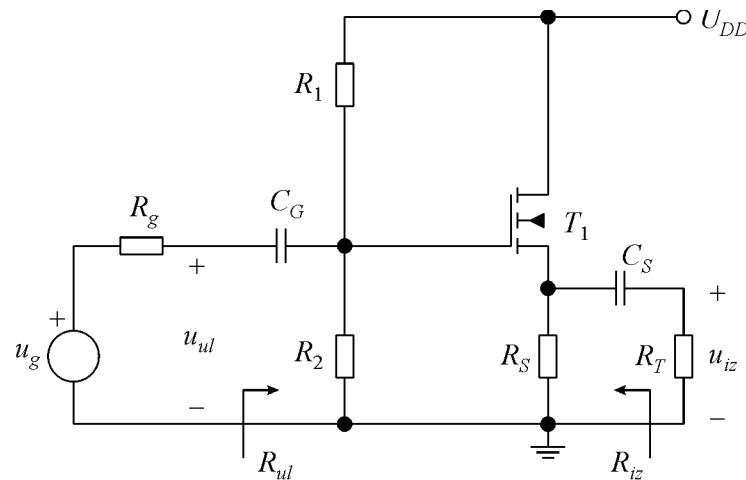 U_DD
R_1
R_g
C_G
T_1
C_S
+
+
+
u_g
u_ul
R_2
R_S
R_T
u_iz
−
−
R_ul
R_iz